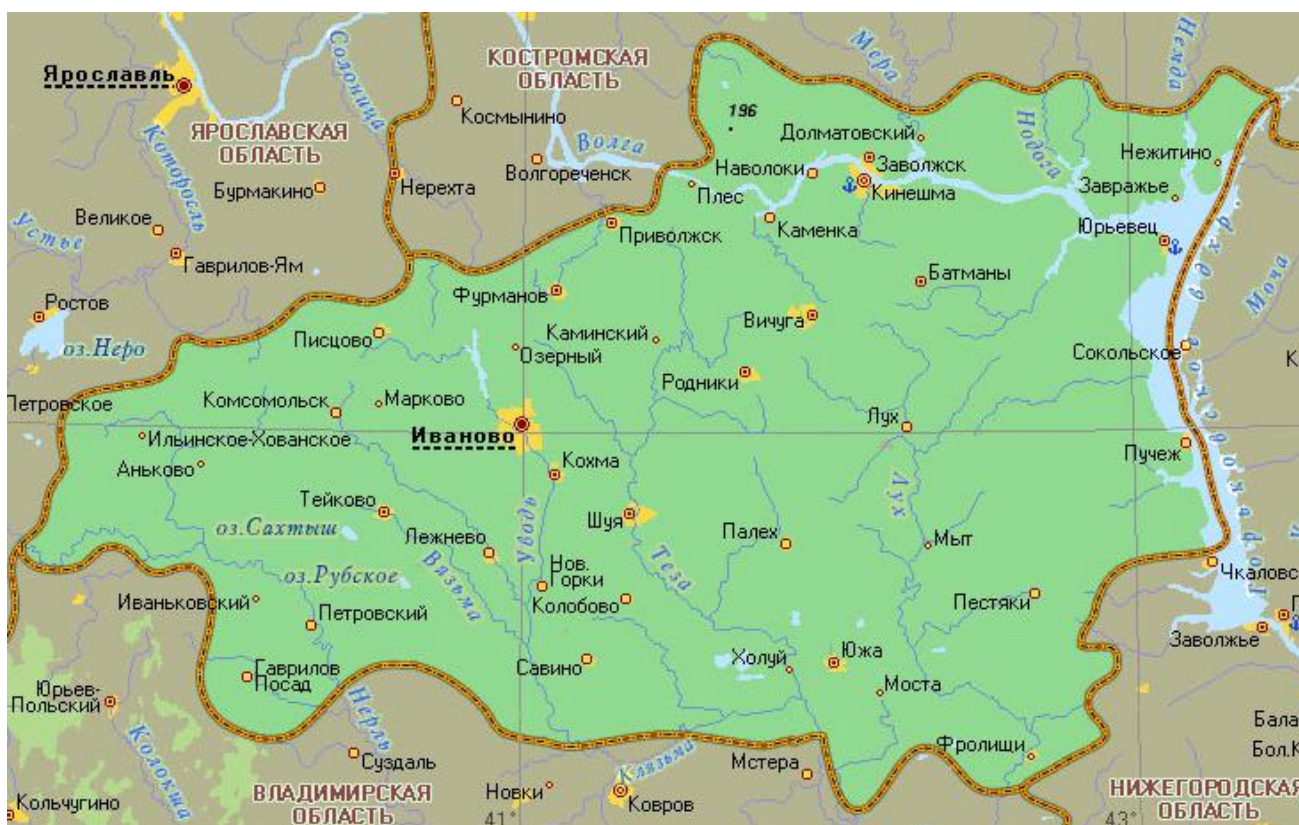 Ярославль
Солоница
КОСТРОМСКАЯ
ОБЛАСТЬ
Мера
Немда
Космынино
196
Долматовский
Нодога
ЯРОСЛАВСКАЯ
ОБЛАСТЬ
Которосль
Волга
Волгореченск
Заволжск
Нежитино
Бурмакино
Нерехта
Наволоки
Плес
Кинешма
Завражье
Великое
Устье
Приволжск
Каменка
Юрьевец
Гаврилов-Ям
Батманы
Моча
Ростов
Фурманов
Вичуга
оз.Неро
Писцово
Каминский
Озерный
Сокольское
Родники
Петровское
Комсомольск
Марково
Лух
Иваново
Ильинское-Хованское
Пучеж
Аньково
Кохма
Лух
Тейково
Уводь
Шуя
оз.Сахтыш
Лежнево
Палех
Мыт
Вязьма
Теза
Нов.
Горки
оз.Рубское
Чкаловс
Иваньковский
Колобово
Пестяки
Петровский
Заволжье
Холуй
Южа
Савино
Гаврилов
Посад
Моста
Юрьев-
Польский
Нерль
Бала
Колокша
Фролищи
Бол.К
Суздаль
Клязьма
Мстера
ВЛАДИМИРСКАЯ
ОБЛАСТЬ
Новки
Ковров
НИЖЕГОРОДСКАЯ
ОБЛАСТЬ
Кольчугино
41°
43°